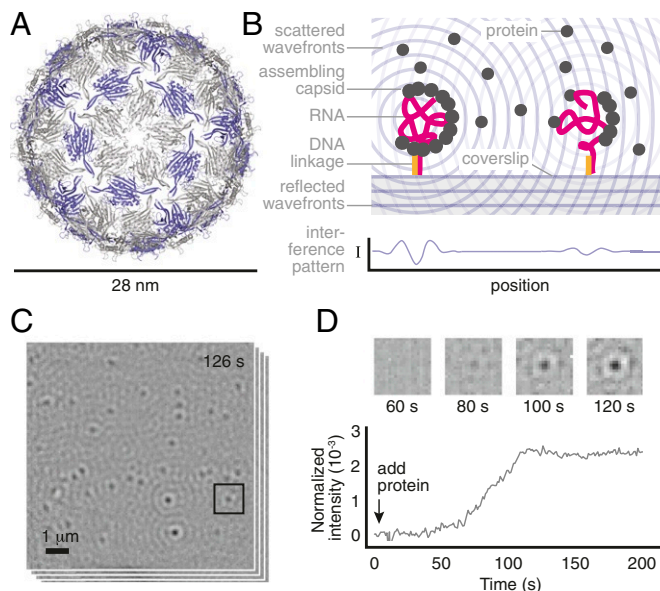 A
28 nm
B
scattered
wavefronts
assembling
capsid
RNA
DNA
linkage
reflected
wavefronts
inter-
ference
pattern
protein
coverslip
I
position
C
126 s
1 µm
D
60 s
80 s
100 s
120 s
Normalized
intensity (10⁻³)
3
2
1
0
add
protein
0
50
100
150
200
Time (s)